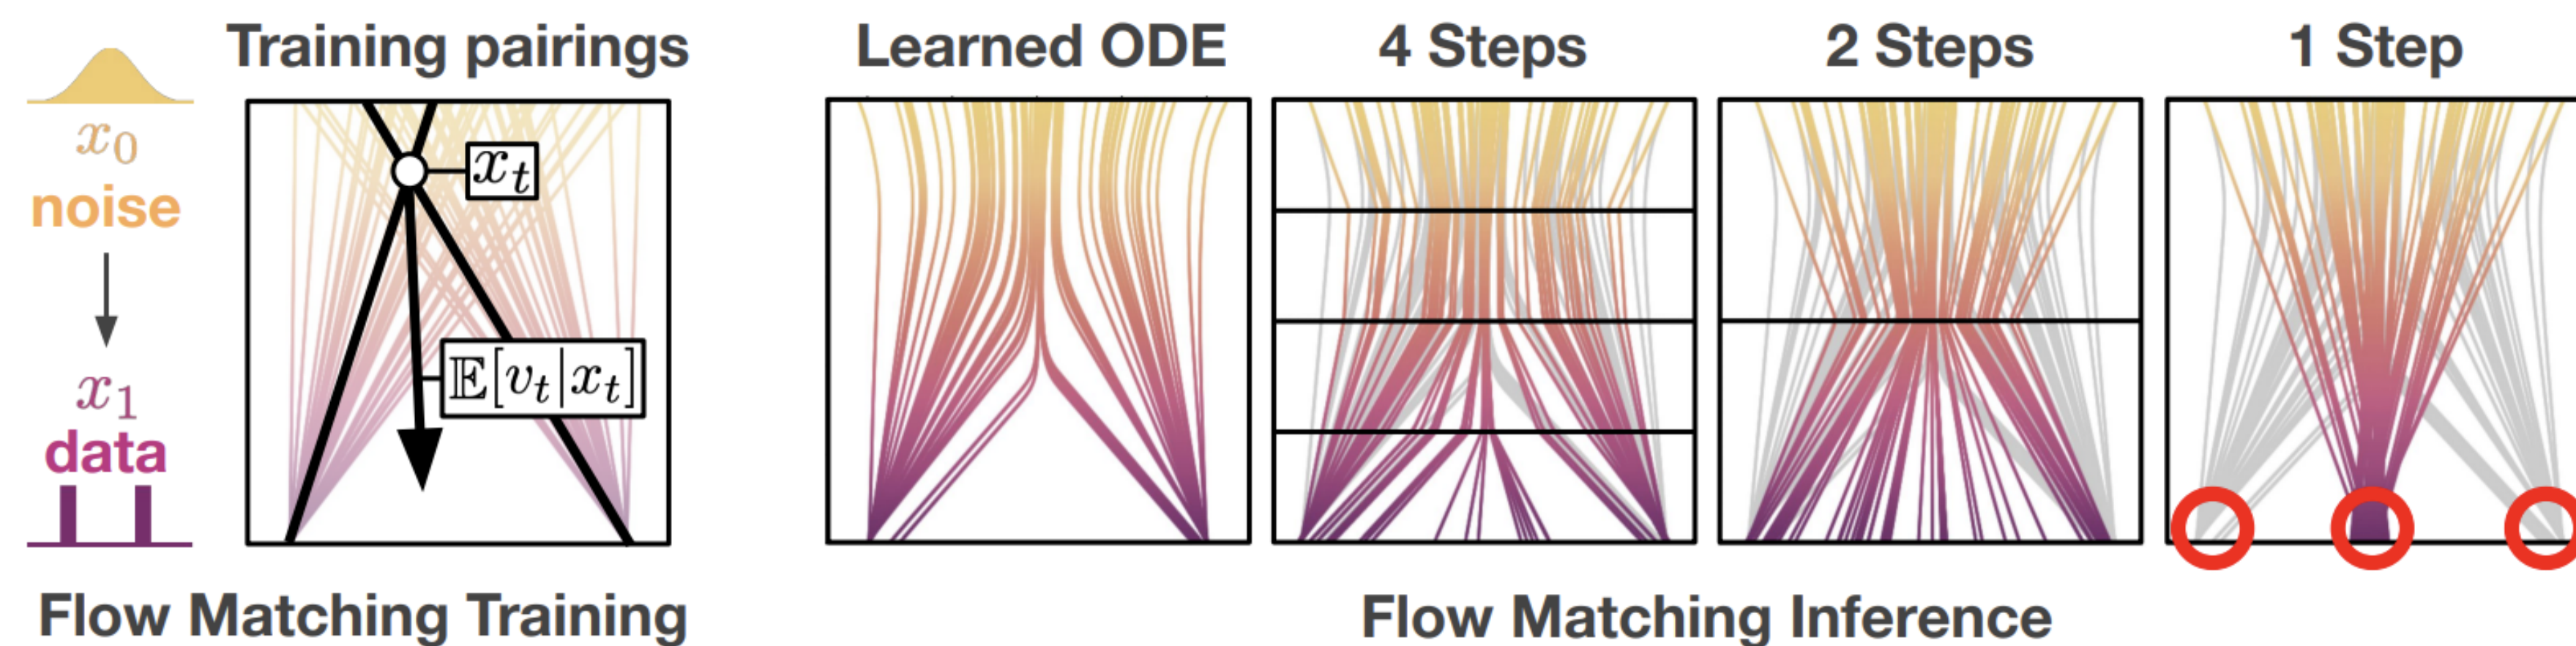 Training pairings
Learned ODE
4 Steps
2 Steps
1 Step
x₀
noise
x₁
data
xₜ
𝔼[vₜ|xₜ]
Flow Matching Training
Flow Matching Inference